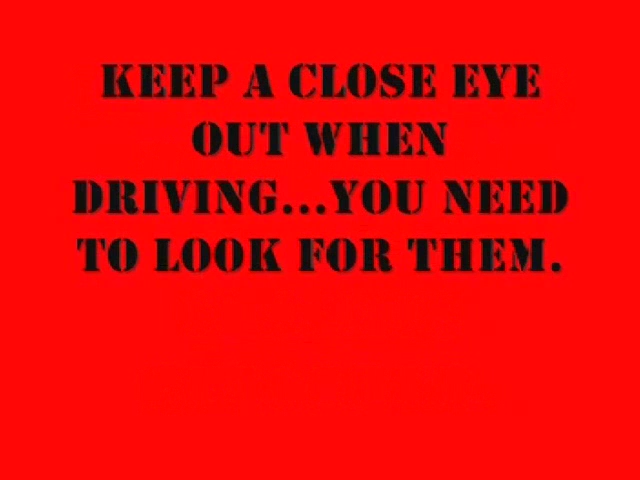 KEEP A CLOSE EYE
OUT WHEN
DRIVING...YOU NEED
TO LOOK FOR THEM.